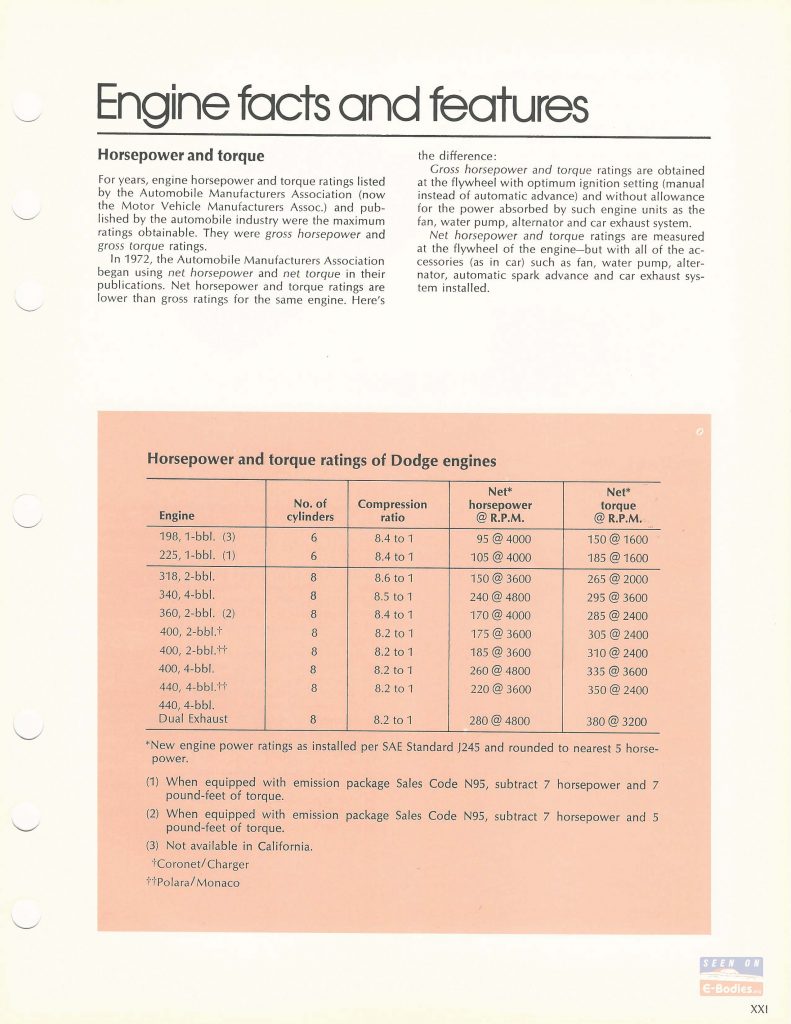 Engine facts and features
Horsepower and torque
For years, engine horsepower and torque ratings listed
by the Automobile Manufacturers Association (now
the Motor Vehicle Manufacturers Assoc.) and pub-
lished by the automobile industry were the maximum
ratings obtainable. They were gross horsepower and
gross torque ratings.
In 1972, the Automobile Manufacturers Association
began using net horsepower and net torque in their
publications. Net horsepower and torque ratings are
lower than gross ratings for the same engine. Here's
the difference:
Gross horsepower and torque ratings are obtained
at the flywheel with optimum ignition setting (manual
instead of automatic advance) and without allowance
for the power absorbed by such engine units as the
fan, water pump, alternator and car exhaust system.
Net horsepower and torque ratings are measured
at the flywheel of the engine—but with all of the ac-
cessories (as in car) such as fan, water pump, alter-
nator, automatic spark advance and car exhaust sys-
tem installed.
Horsepower and torque ratings of Dodge engines
Engine No. of cylinders Compression ratio Net* horsepower @ R.P.M. Net* torque @ R.P.M.
198, 1-bbl. (3) 6 8.4 to 1 95 @ 4000 150 @ 1600
225, 1-bbl. (1) 6 8.4 to 1 105 @ 4000 185 @ 1600
318, 2-bbl. 8 8.6 to 1 150 @ 3600 265 @ 2000
340, 4-bbl. 8 8.5 to 1 240 @ 4800 295 @ 3600
360, 2-bbl. (2) 8 8.4 to 1 170 @ 4000 285 @ 2400
400, 2-bbl.† 8 8.2 to 1 175 @ 3600 305 @ 2400
400, 2-bbl.†† 8 8.2 to 1 185 @ 3600 310 @ 2400
400, 4-bbl. 8 8.2 to 1 260 @ 4800 335 @ 3600
440, 4-bbl.†† 8 8.2 to 1 220 @ 3600 350 @ 2400
440, 4-bbl.
Dual Exhaust 8 8.2 to 1 280 @ 4800 380 @ 3200
*New engine power ratings as installed per SAE Standard J245 and rounded to nearest 5 horse-
power.
(1) When equipped with emission package Sales Code N95, subtract 7 horsepower and 7
pound-feet of torque.
(2) When equipped with emission package Sales Code N95, subtract 7 horsepower and 5
pound-feet of torque.
(3) Not available in California.
†Coronet/Charger
††Polara/Monaco
SEEN ON
E-Bodies
XXI